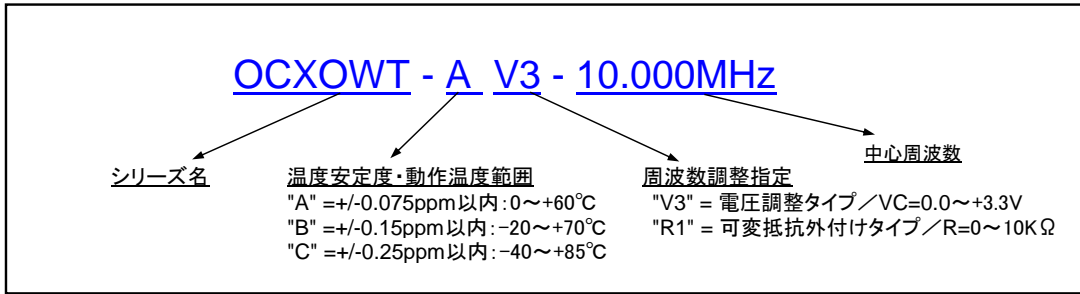 OCXOWT - A V3 - 10.000MHz
中心周波数
シリーズ名 温度安定度・動作温度範囲 周波数調整指定
"A" =+/-0.075ppm以内:0～+60℃ "V3" = 電圧調整タイプ／VC=0.0～+3.3V
"B" =+/-0.15ppm以内:-20～+70℃ "R1" = 可変抵抗外付けタイプ／R=0～10KΩ
"C" =+/-0.25ppm以内:-40～+85℃